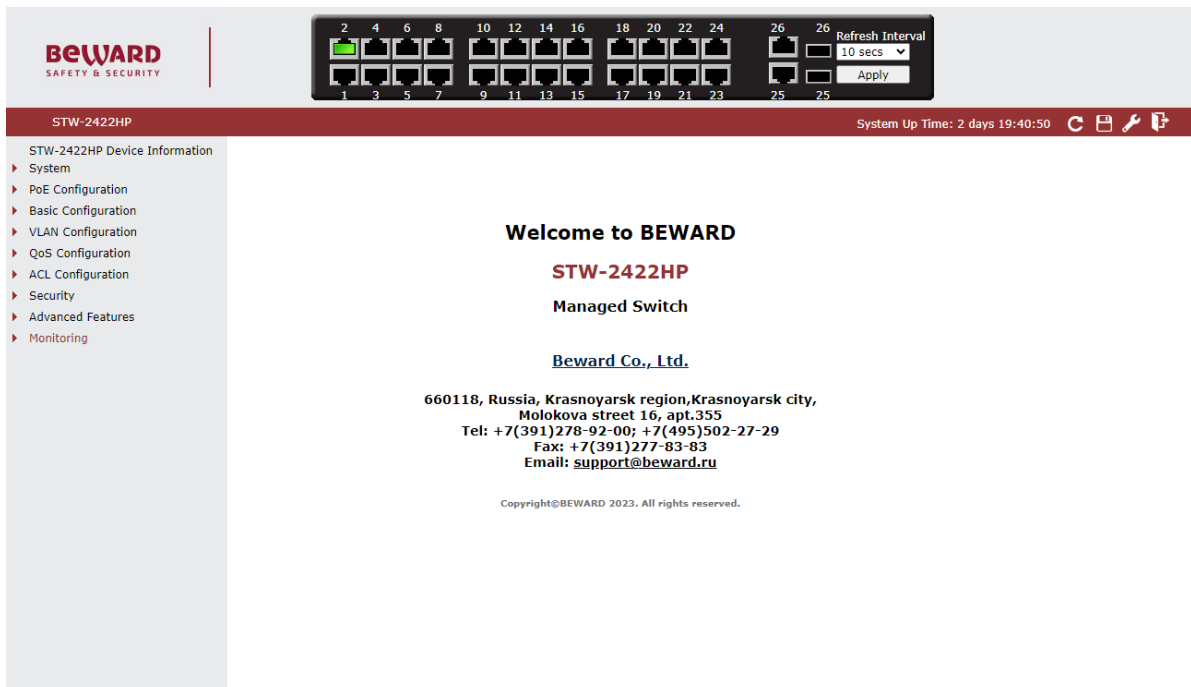 2 4 6 8 10 12 14 16 18 20 22 24 26 26
Refresh Interval
10 secs
Apply
1 3 5 7 9 11 13 15 17 19 21 23 25 25
BEWARD
SAFETY & SECURITY
STW-2422HP
System Up Time: 2 days 19:40:50
STW-2422HP Device Information
System
PoE Configuration
Basic Configuration
VLAN Configuration
QoS Configuration
ACL Configuration
Security
Advanced Features
Monitoring
Welcome to BEWARD
STW-2422HP
Managed Switch
Beward Co., Ltd.
660118, Russia, Krasnoyarsk region,Krasnoyarsk city,
Molokova street 16, apt.355
Tel: +7(391)278-92-00; +7(495)502-27-29
Fax: +7(391)277-83-83
Email: support@beward.ru
Copyright©BEWARD 2023. All rights reserved.